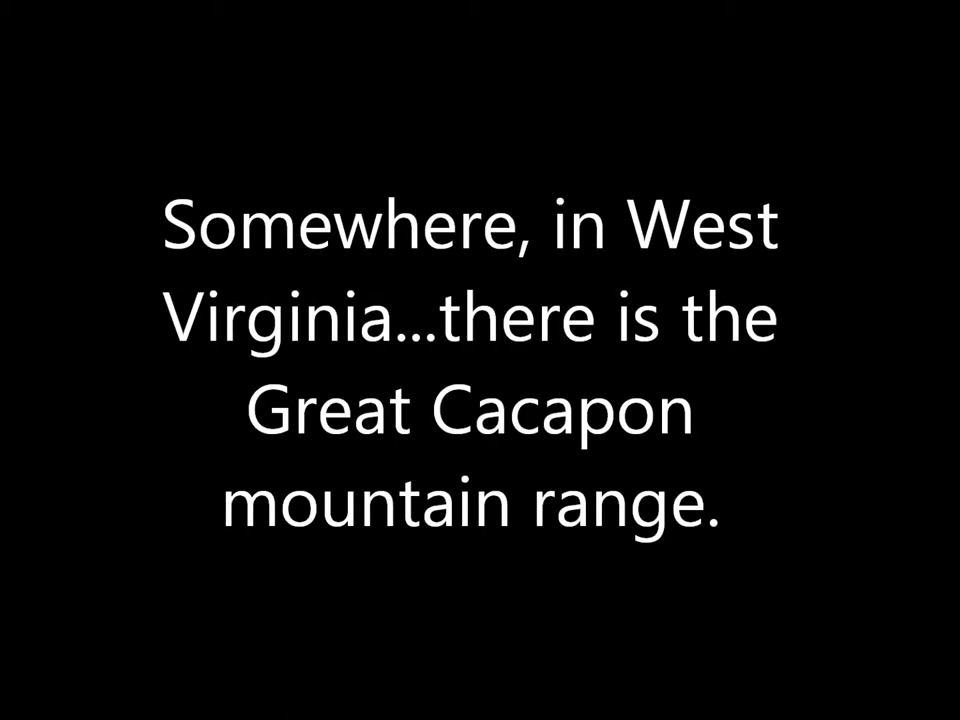 Somewhere, in West
Virginia...there is the
Great Cacapon
mountain range.